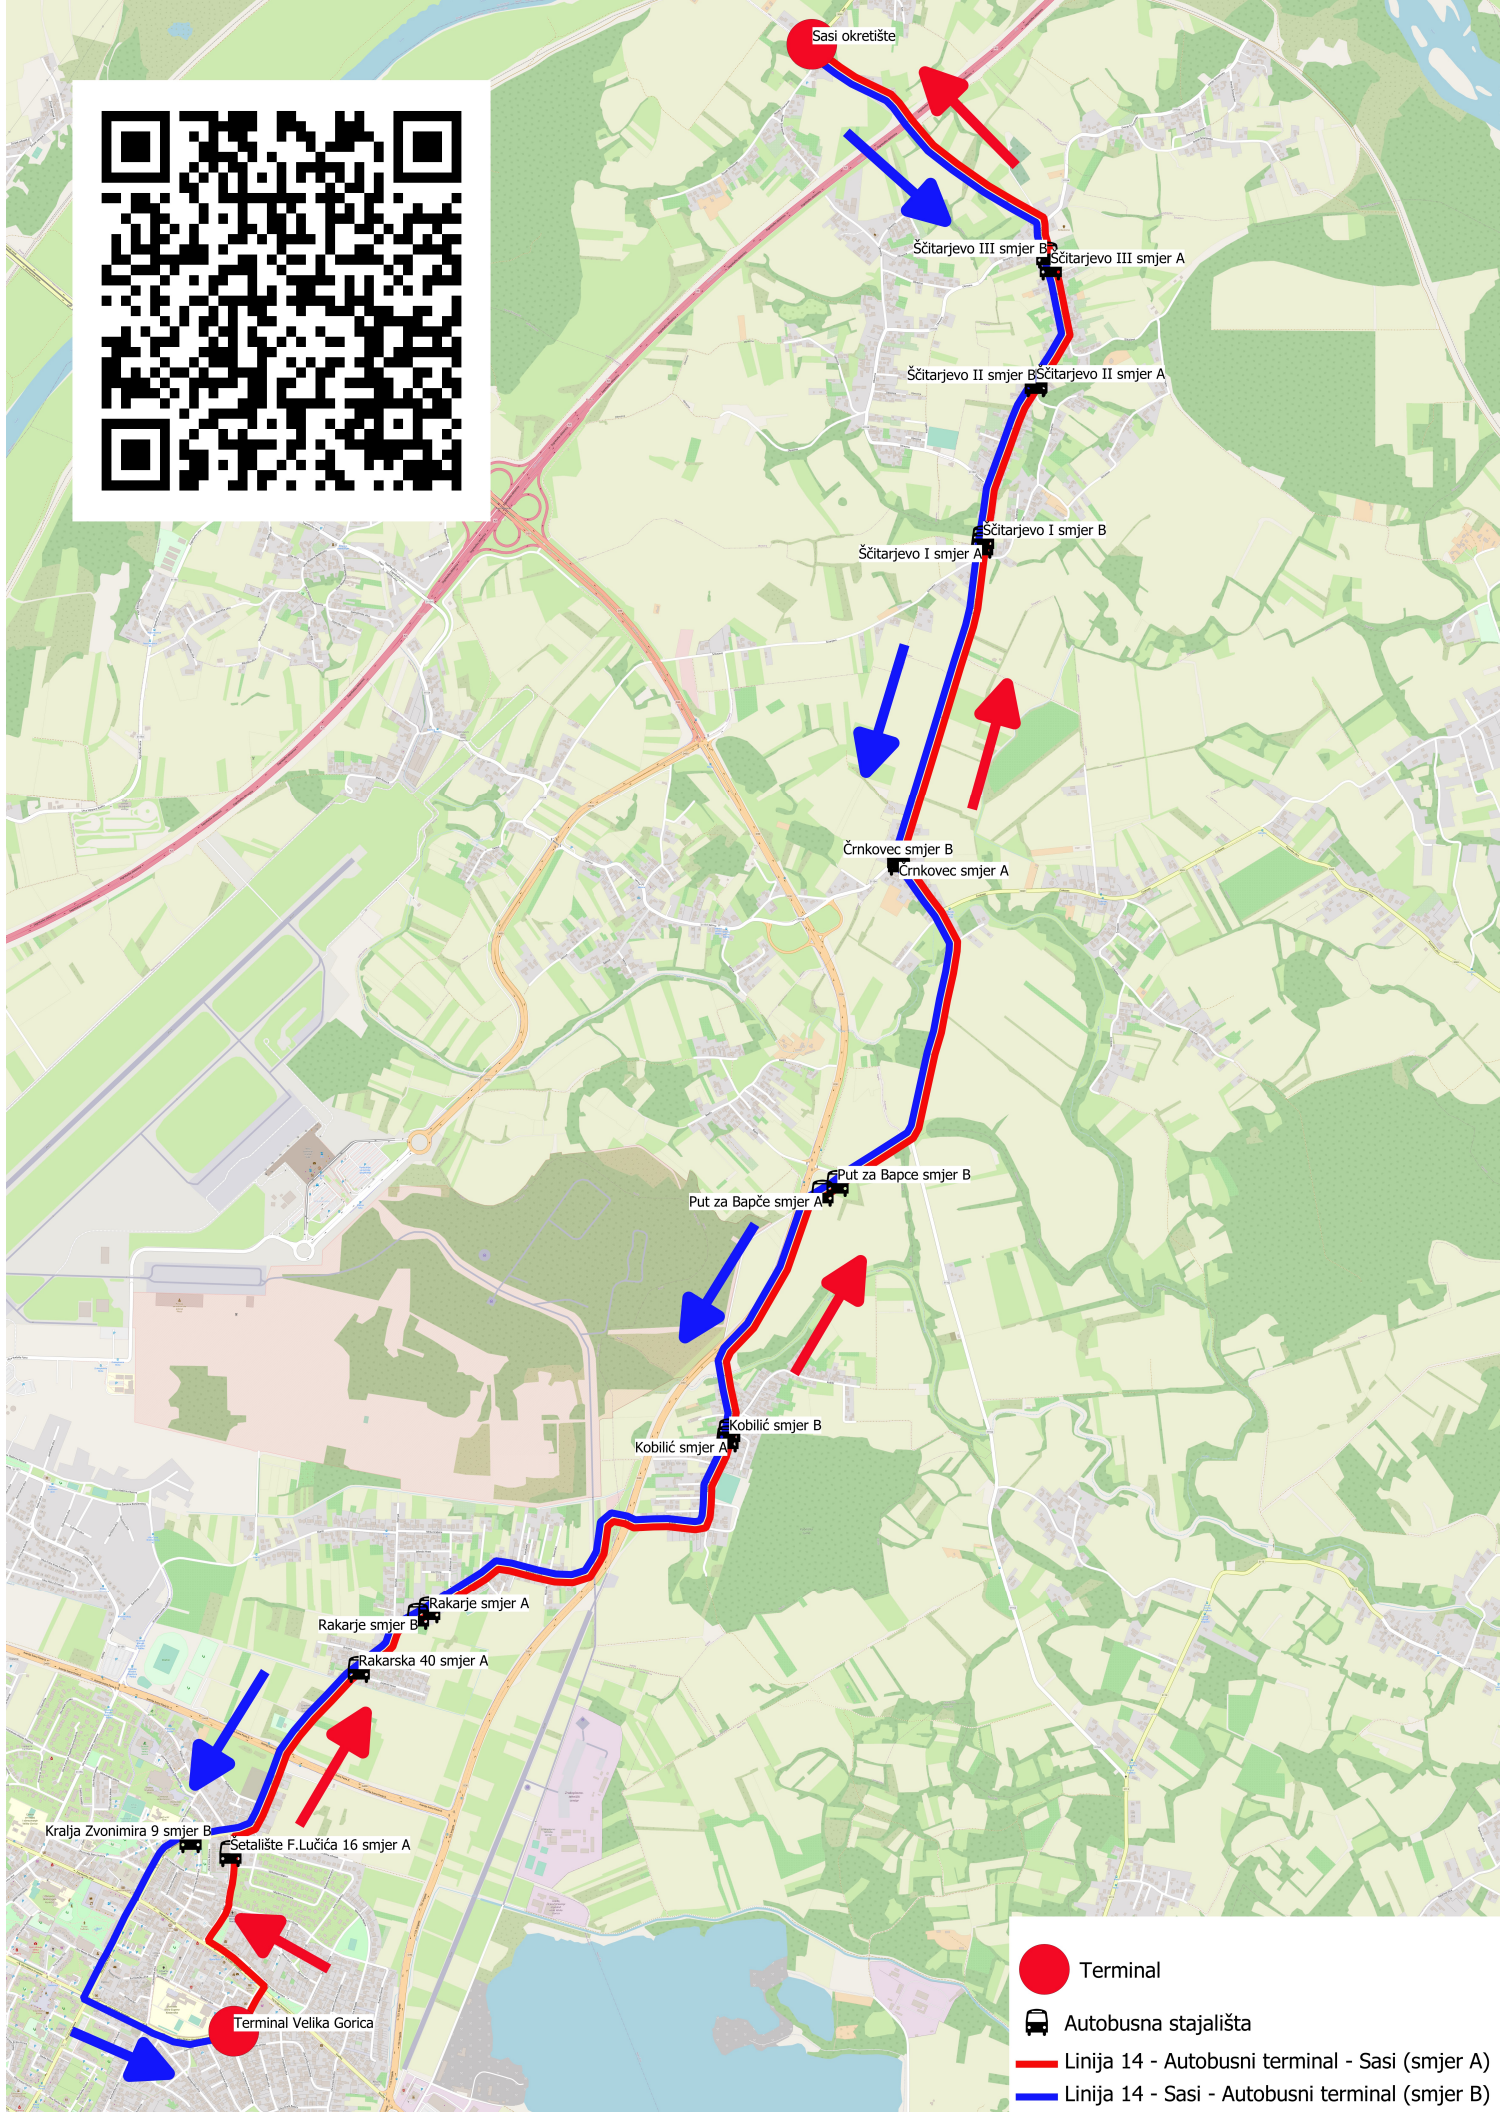 Sasi okretište
Ščitarjevo III smjer B
Ščitarjevo III smjer A
Ščitarjevo II smjer B
Ščitarjevo II smjer A
Ščitarjevo I smjer B
Ščitarjevo I smjer A
Črnkovec smjer B
Črnkovec smjer A
Put za Bapce smjer B
Put za Bapče smjer A
Kobilić smjer B
Kobilić smjer A
Rakarje smjer A
Rakarje smjer B
Rakarska 40 smjer A
Kralja Zvonimira 9 smjer B
Šetalište F.Lučića 16 smjer A
Terminal Velika Gorica
Terminal
Autobusna stajališta
Linija 14 - Autobusni terminal - Sasi (smjer A)
Linija 14 - Sasi - Autobusni terminal (smjer B)